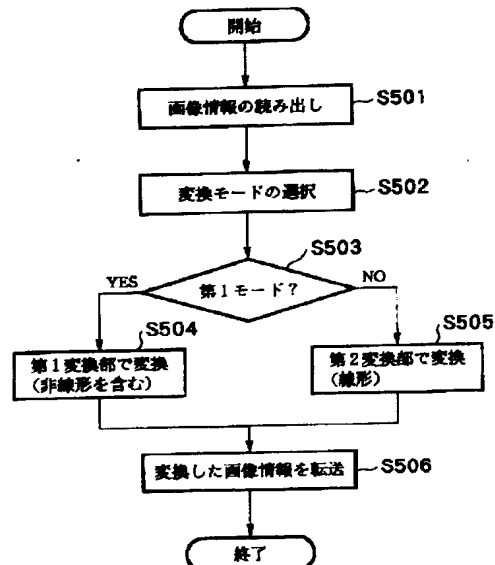 開始
画像情報の読み出し
S501
変換モードの選択
S502
S503
第1モード?
YES
NO
S504
第1変換部で変換
(非線形を含む)
S505
第2変換部で変換
(線形)
変換した画像情報を転送
S506
終了